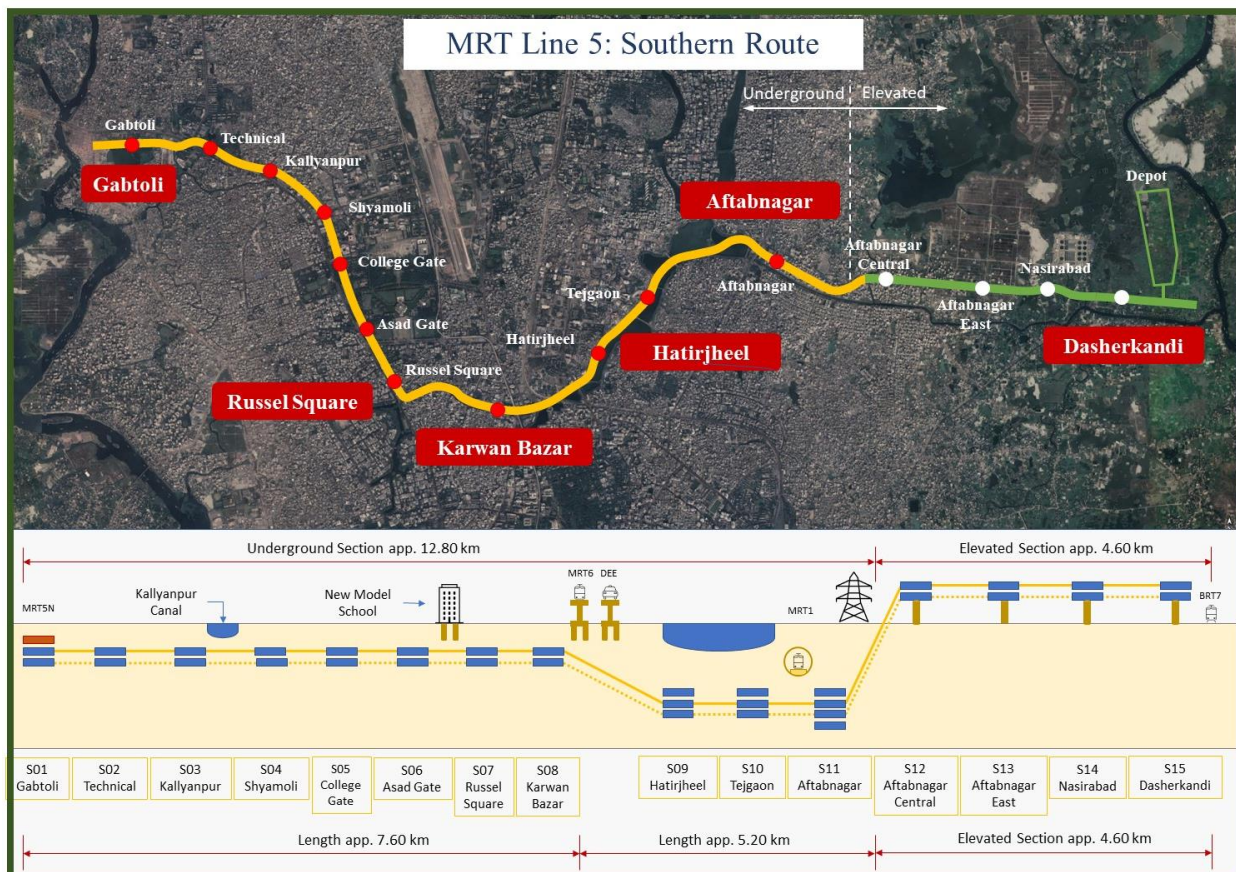 MRT Line 5: Southern Route
Underground
Elevated
Gabtoli
Technical
Kallyanpur
Gabtoli
Shyamoli
College Gate
Asad Gate
Russel Square
Russel Square
Karwan Bazar
Hatirjheel
Tejgaon
Hatirjheel
Aftabnagar
Aftabnagar
Aftabnagar
Central
Aftabnagar
East
Nasirabad
Depot
Dasherkandi
Underground Section app. 12.80 km
Elevated Section app. 4.60 km
MRT5N
Kallyanpur
Canal
New Model
School
MRT6
DEE
MRT1
BRT7
S01
Gabtoli
S02
Technical
S03
Kallyanpur
S04
Shyamoli
S05
College
Gate
S06
Asad Gate
S07
Russel
Square
S08
Karwan
Bazar
S09
Hatirjheel
S10
Tejgaon
S11
Aftabnagar
S12
Aftabnagar
Central
S13
Aftabnagar
East
S14
Nasirabad
S15
Dasherkandi
Length app. 7.60 km
Length app. 5.20 km
Elevated Section app. 4.60 km